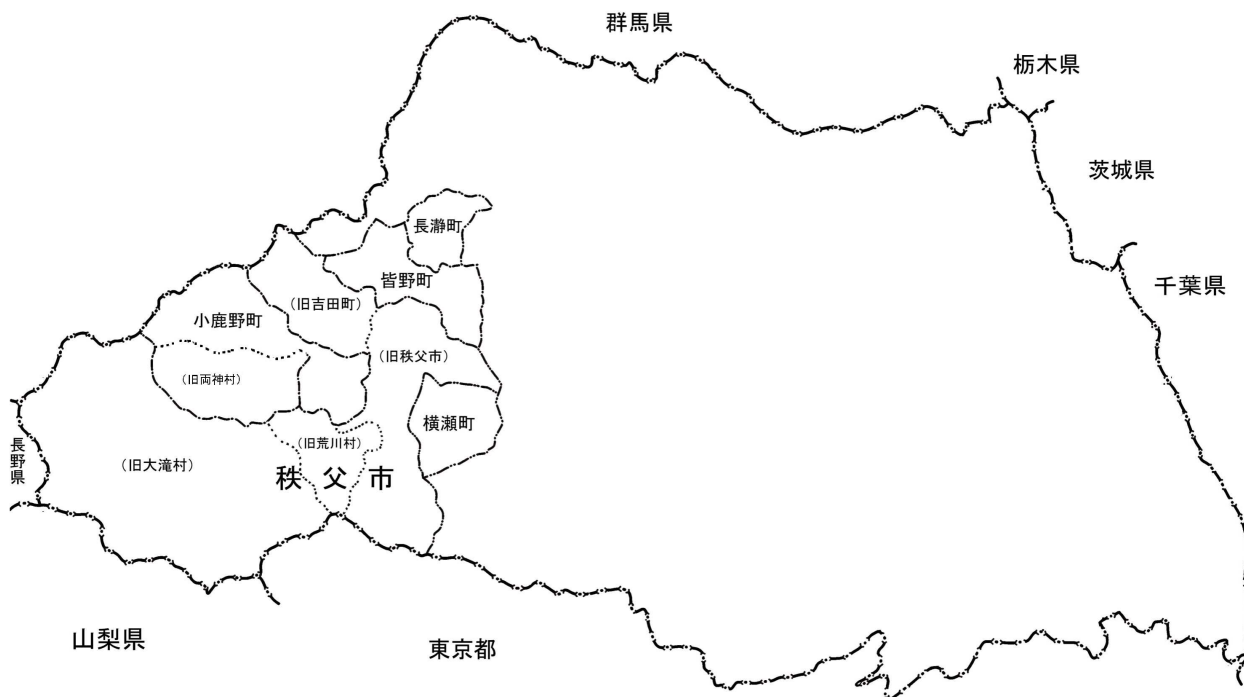 群馬県
栃木県
茨城県
長瀞町
皆野町
千葉県
(旧吉田町)
小鹿野町
(旧秩父市)
(旧両神村)
横瀬町
(旧荒川村)
長野県
(旧大滝村)
秩父市
山梨県
東京都